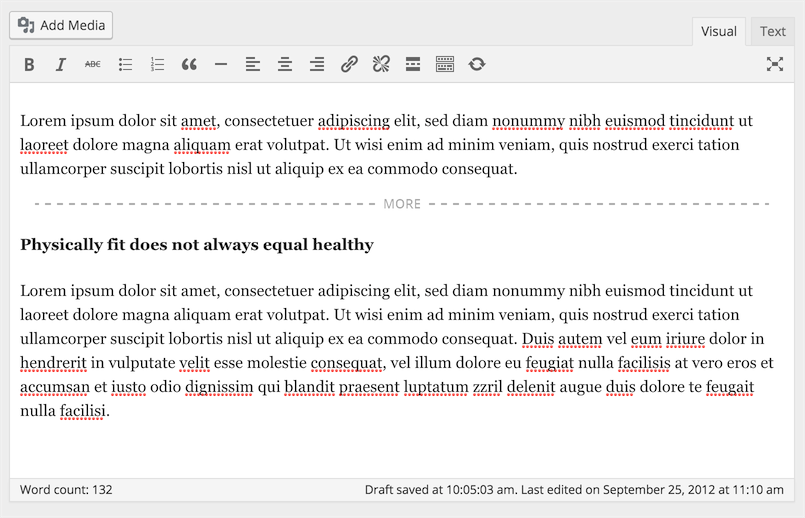 Add Media
Visual Text
B I ABC
Lorem ipsum dolor sit amet, consectetuer adipiscing elit, sed diam nonummy nibh euismod tincidunt ut
laoreet dolore magna aliquam erat volutpat. Ut wisi enim ad minim veniam, quis nostrud exerci tation
ullamcorper suscipit lobortis nisl ut aliquip ex ea commodo consequat.
MORE
Physically fit does not always equal healthy
Lorem ipsum dolor sit amet, consectetuer adipiscing elit, sed diam nonummy nibh euismod tincidunt ut
laoreet dolore magna aliquam erat volutpat. Ut wisi enim ad minim veniam, quis nostrud exerci tation
ullamcorper suscipit lobortis nisl ut aliquip ex ea commodo consequat. Duis autem vel eum iriure dolor in
hendrerit in vulputate velit esse molestie consequat, vel illum dolore eu feugiat nulla facilisis at vero eros et
accumsan et iusto odio dignissim qui blandit praesent luptatum zzril delenit augue duis dolore te feugait
nulla facilisi.
Word count: 132
Draft saved at 10:05:03 am. Last edited on September 25, 2012 at 11:10 am